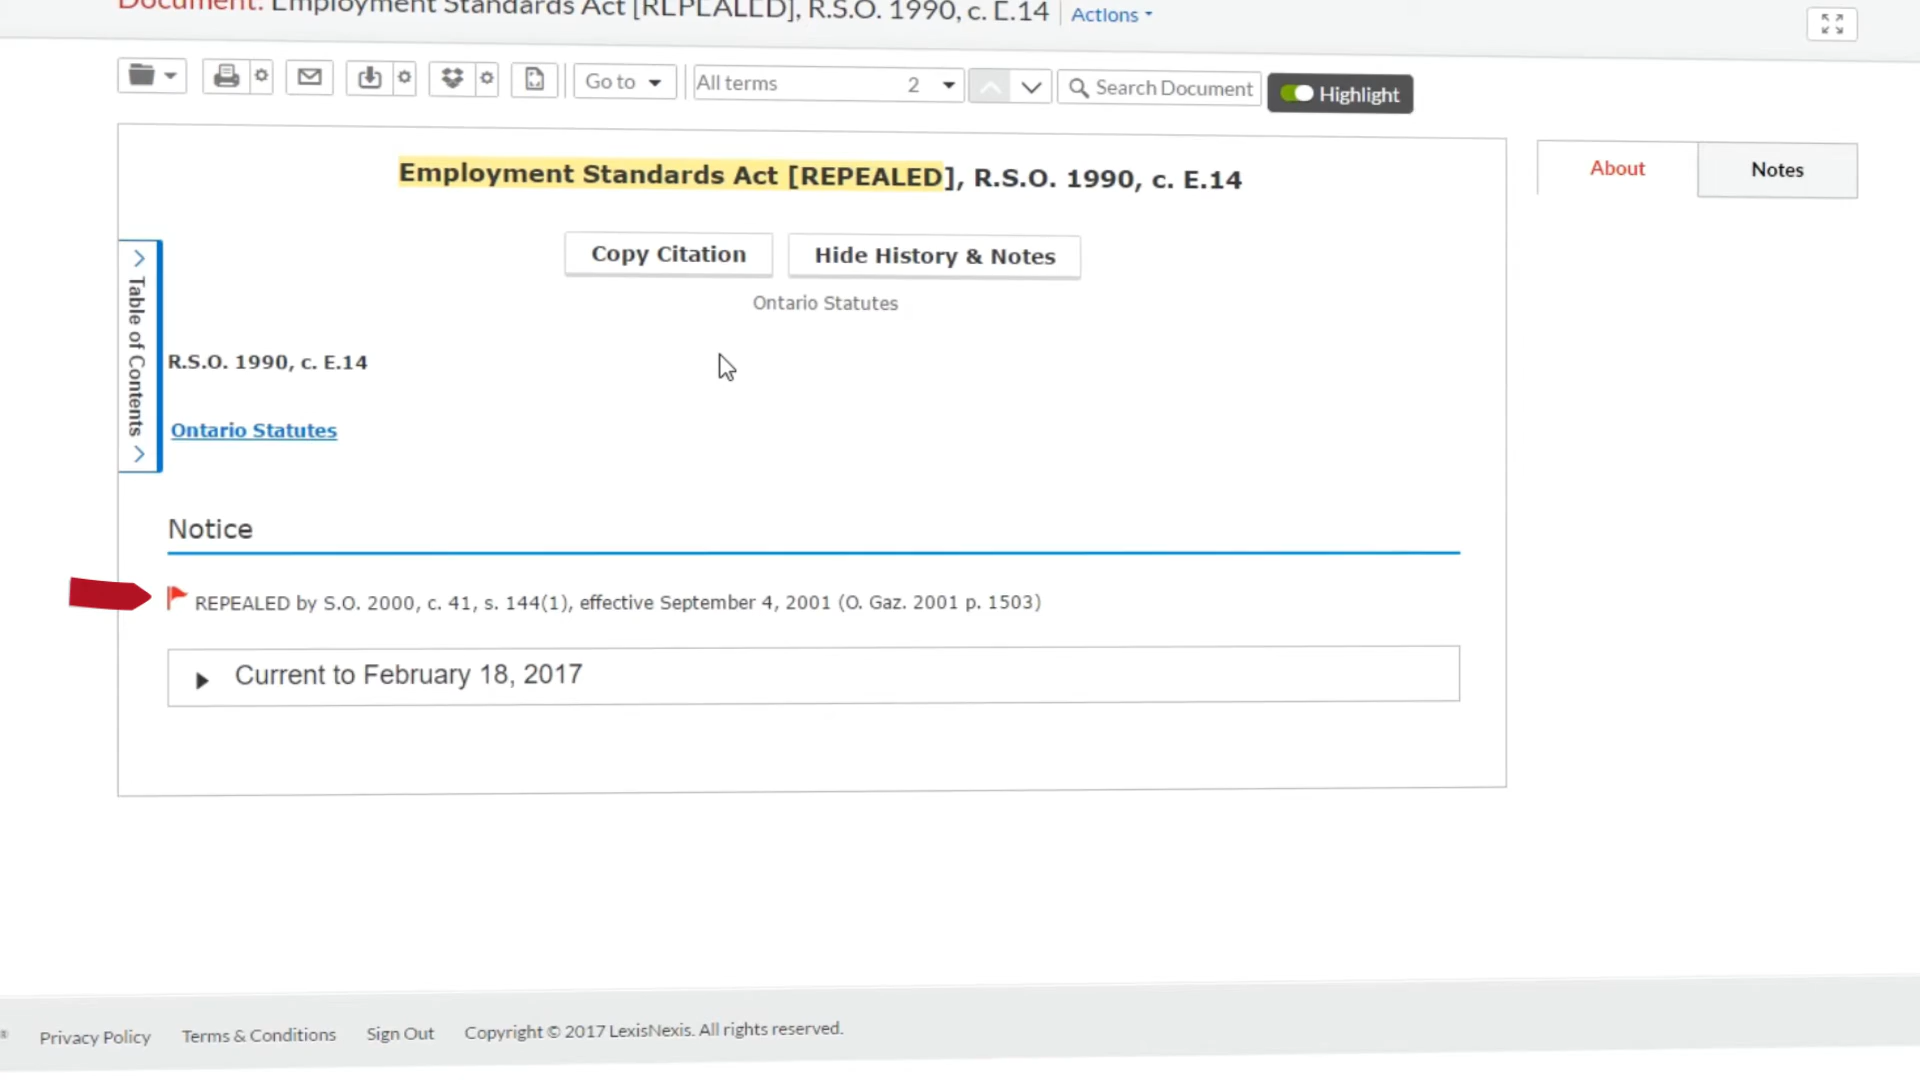 Document: Employment Standards Act [REPEALED], R.S.O. 1990, c. E.14 Actions
Go to All terms 2 Search Document Highlight
Employment Standards Act [REPEALED], R.S.O. 1990, c. E.14
About Notes
Copy Citation Hide History & Notes
Ontario Statutes
Table of Contents
R.S.O. 1990, c. E.14
Ontario Statutes
Notice
REPEALED by S.O. 2000, c. 41, s. 144(1), effective September 4, 2001 (O. Gaz. 2001 p. 1503)
Current to February 18, 2017
® Privacy Policy Terms & Conditions Sign Out Copyright © 2017 LexisNexis. All rights reserved.